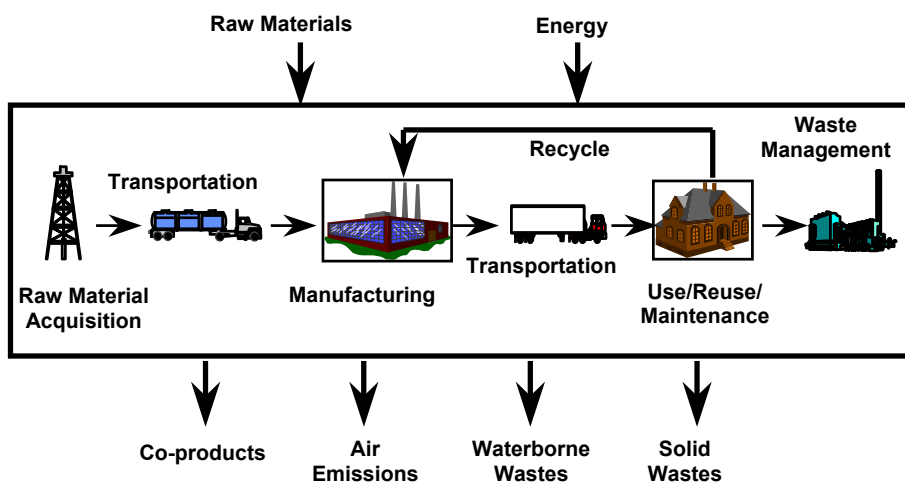 Raw Materials
Energy
Waste
Management
Recycle
Transportation
Transportation
Manufacturing
Raw Material
Acquisition
Use/Reuse/
Maintenance
Co-products
Air
Emissions
Waterborne
Wastes
Solid
Wastes